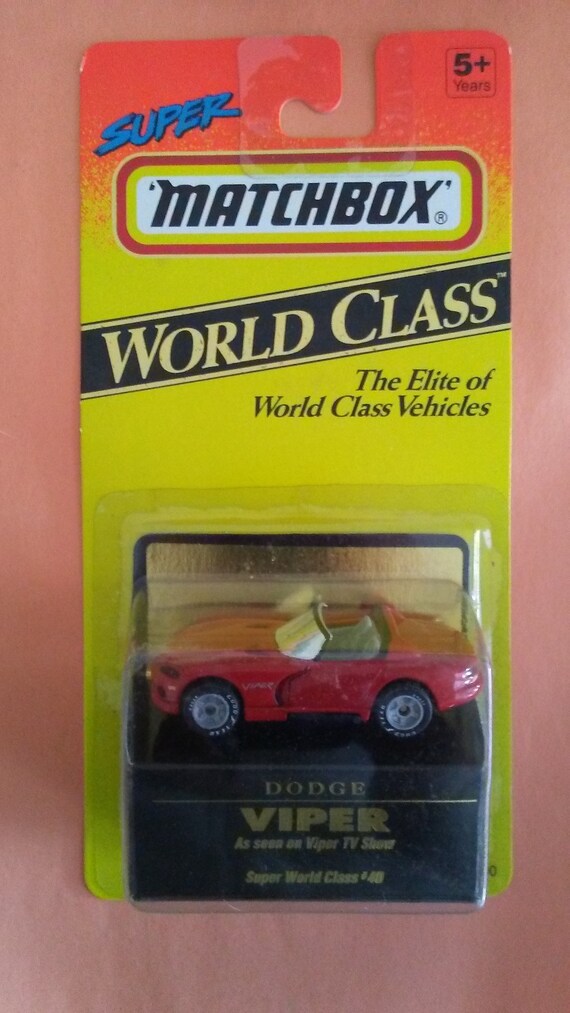 5+
Years
SUPER
'MATCHBOX'®
WORLD CLASS™
The Elite of
World Class Vehicles
VIPER
DODGE
VIPER
As seen on Viper TV Show
Super World Class #40